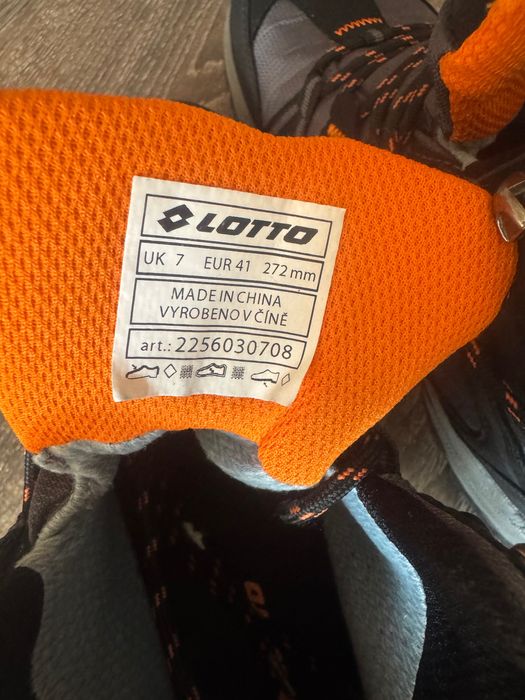 LOTTO
UK 7 EUR 41 272 mm
MADE IN CHINA
VYROBENO V ČÍNĚ
art.: 2256030708